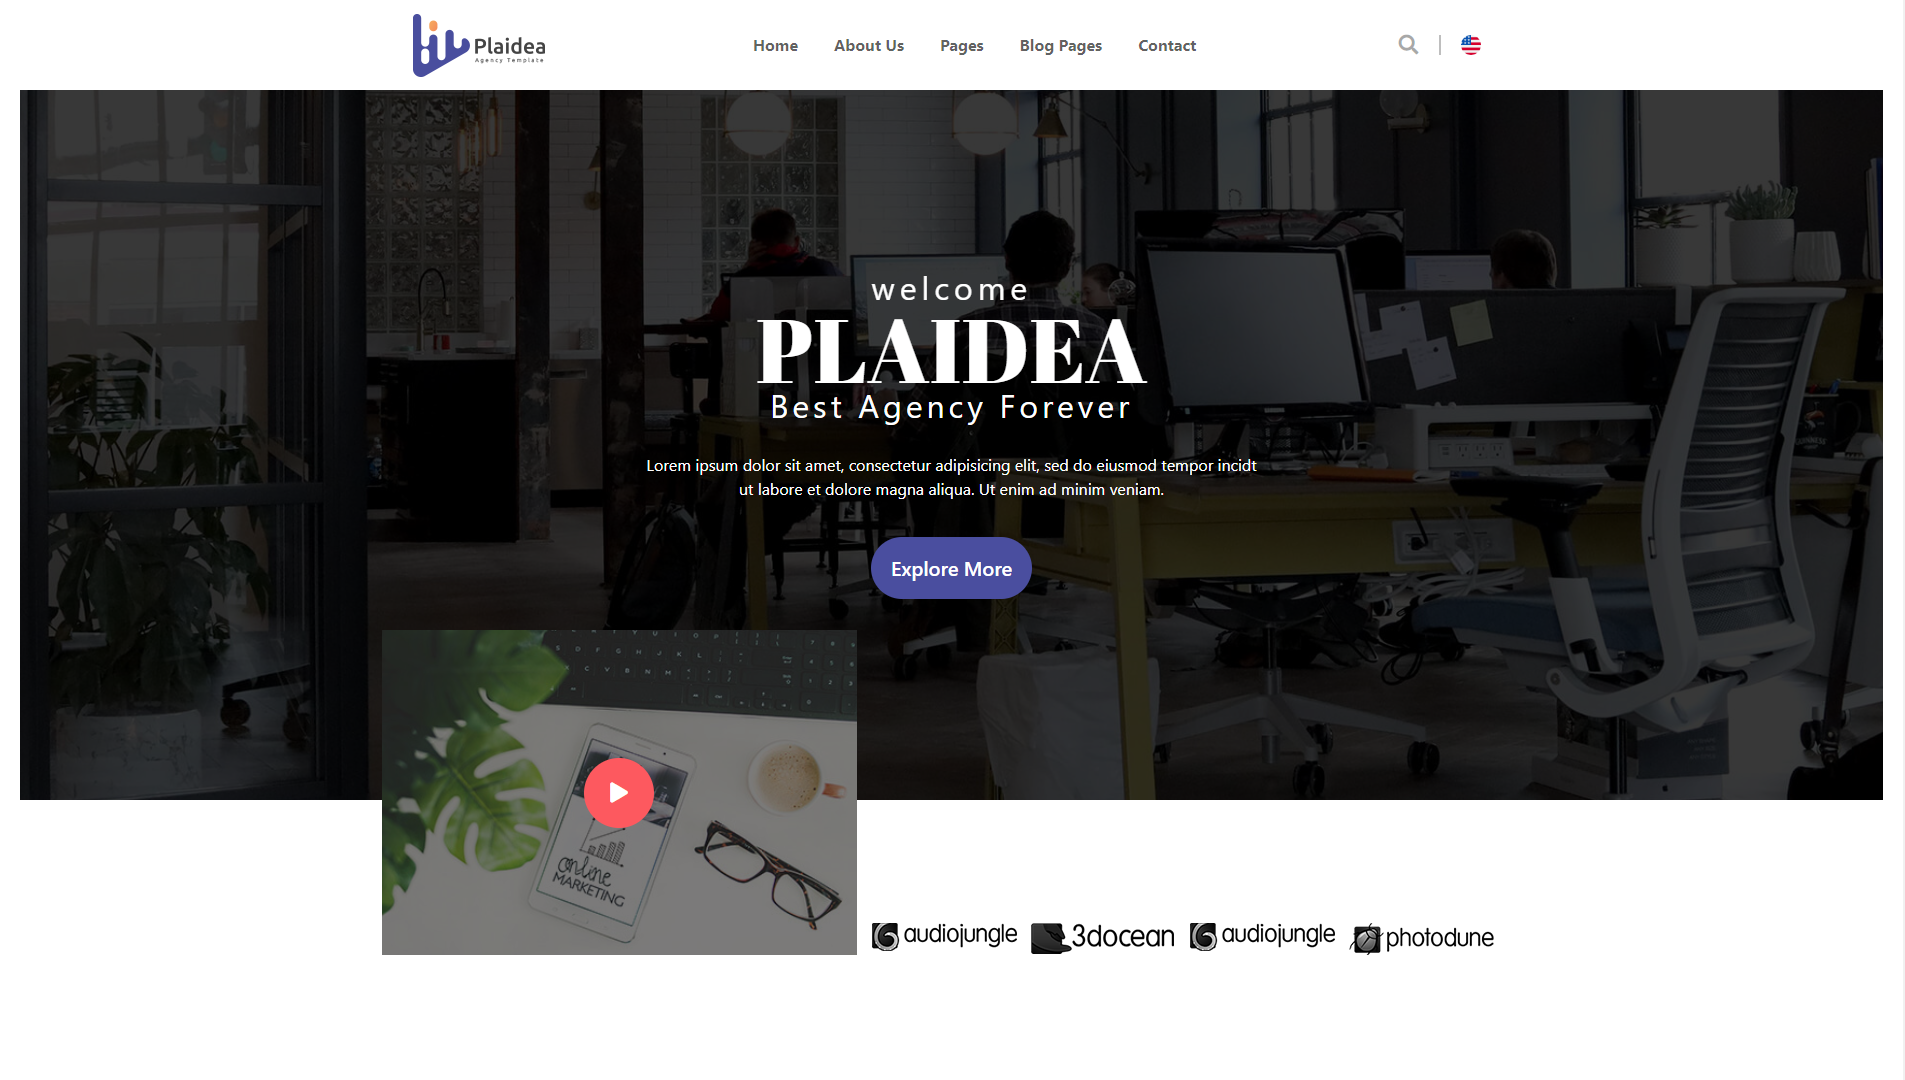 Plaidea
Agency Template
Home
About Us
Pages
Blog Pages
Contact
welcome
PLAIDEA
Best Agency Forever
Lorem ipsum dolor sit amet, consectetur adipisicing elit, sed do eiusmod tempor incidt
ut labore et dolore magna aliqua. Ut enim ad minim veniam.
Explore More
online
MARKETING
audiojungle
3docean
audiojungle
photodune